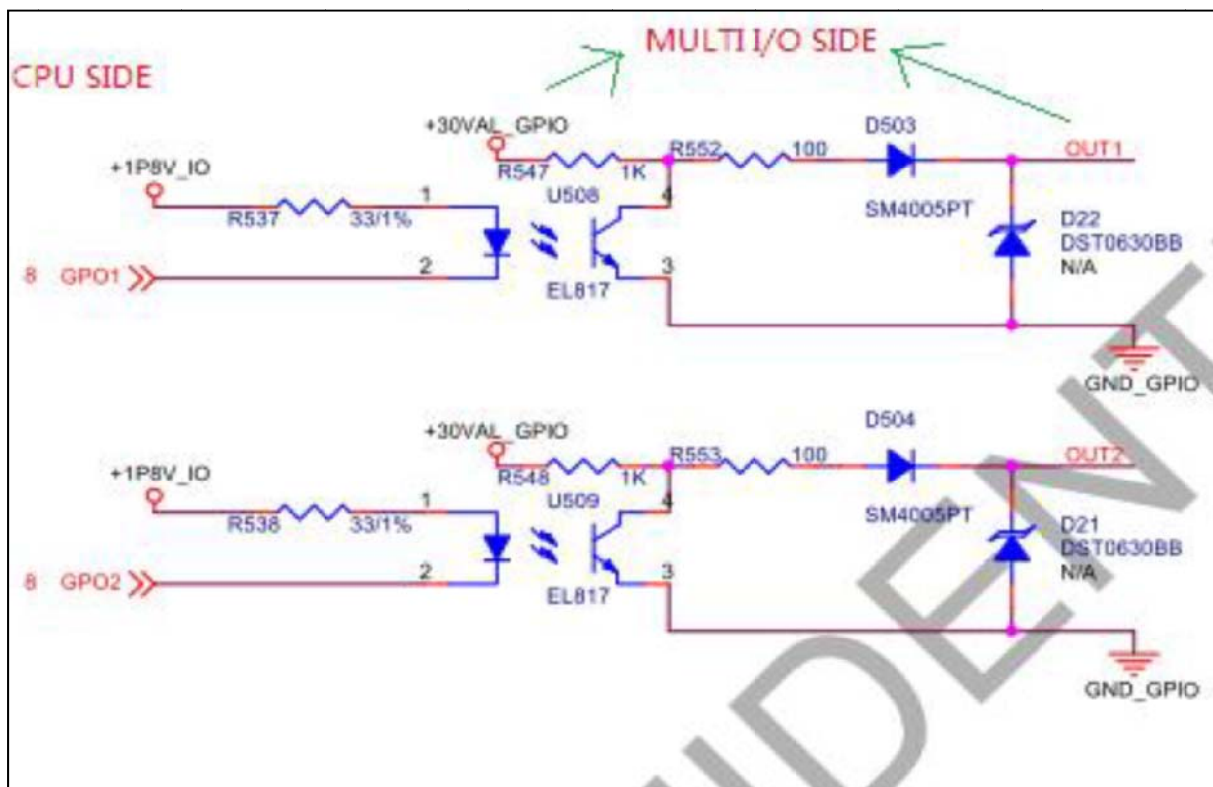 MULTI I/O SIDE
CPU SIDE
+30VAL_GPIO
D503
+1P8V_IO
R547
1K
R552
100
OUT1
U508
1
4
SM4005PT
R537
33/1%
D22
DST0630BB
N/A
8 GPO1
2
3
EL817
GND_GPIO
+30VAL_GPIO
D504
+1P8V_IO
R548
1K
R553
100
OUT2
U509
1
4
SM4005PT
R538
33/1%
D21
DST0630BB
N/A
8 GPO2
2
3
EL817
GND_GPIO
IDENT